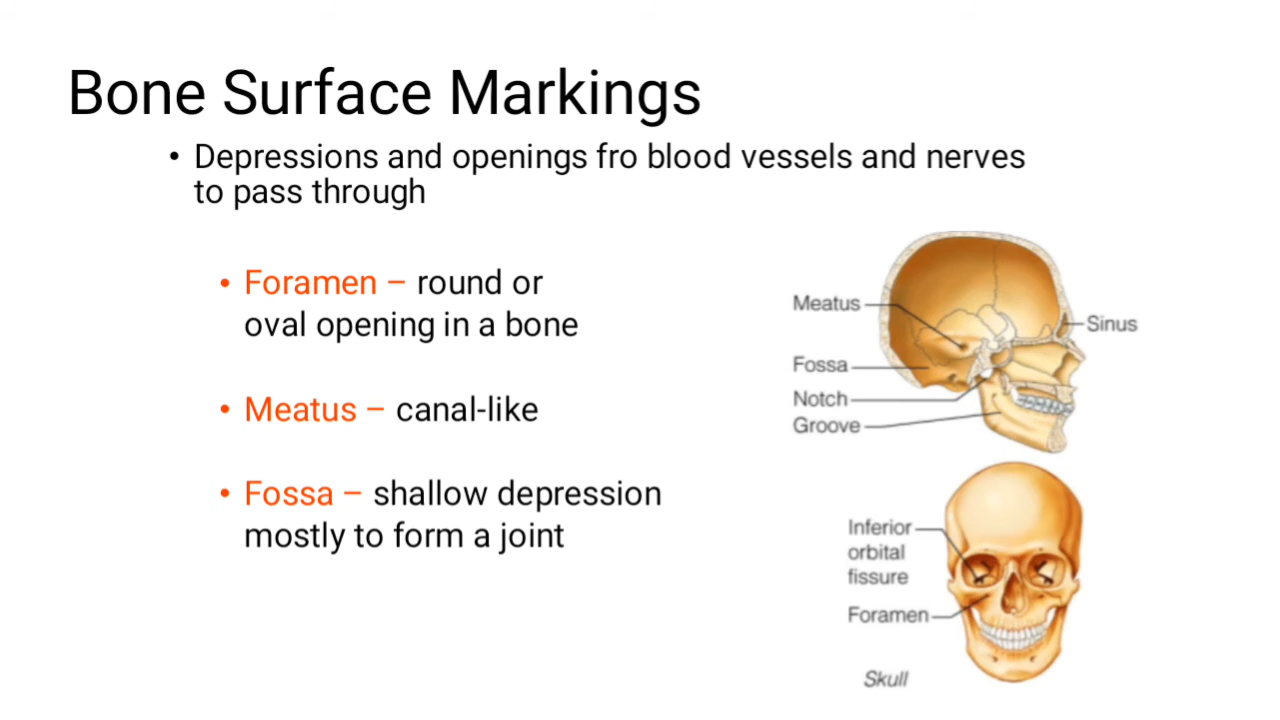 Bone Surface Markings
• Depressions and openings fro blood vessels and nerves
to pass through
• Foramen – round or
oval opening in a bone
• Meatus – canal-like
• Fossa – shallow depression
mostly to form a joint
Meatus
Sinus
Fossa
Notch
Groove
Inferior
orbital
fissure
Foramen
Skull